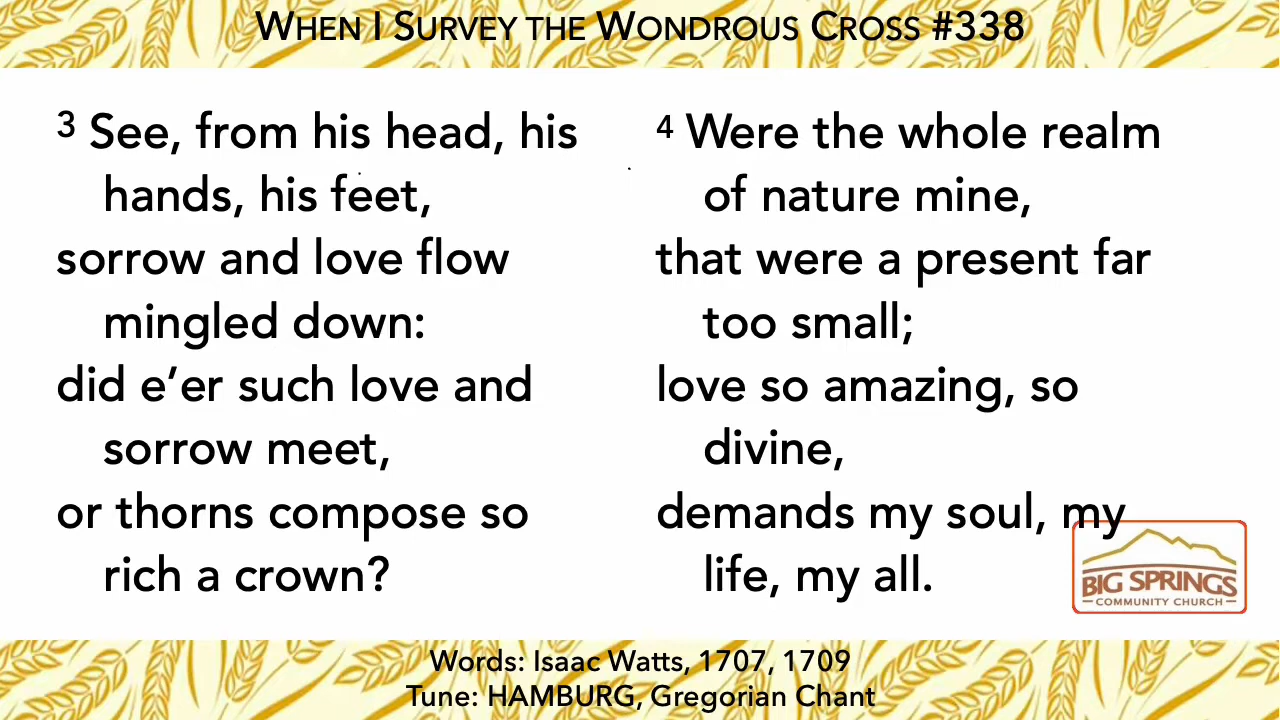 WHEN I SURVEY THE WONDROUS CROSS #338
3 See, from his head, his
hands, his feet,
sorrow and love flow
mingled down:
did e’er such love and
sorrow meet,
or thorns compose so
rich a crown?
4 Were the whole realm
of nature mine,
that were a present far
too small;
love so amazing, so
divine,
demands my soul, my
life, my all.
BIG SPRINGS
COMMUNITY CHURCH
Words: Isaac Watts, 1707, 1709
Tune: HAMBURG, Gregorian Chant